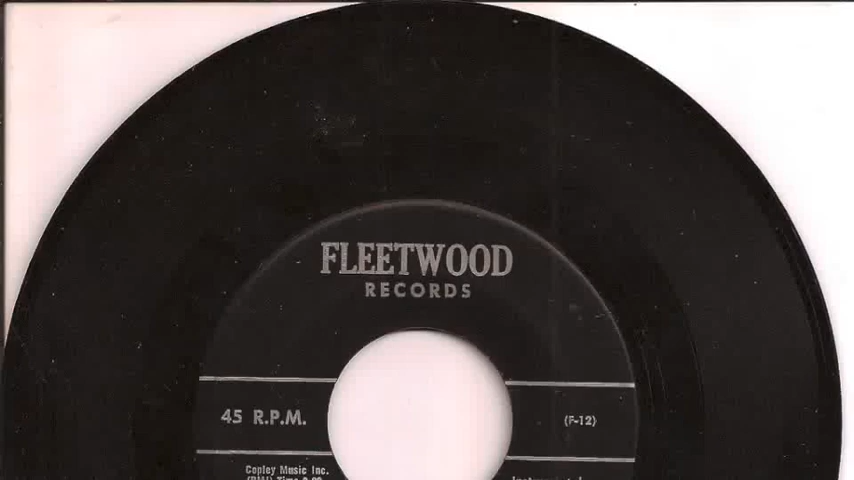 FLEETWOOD
RECORDS
45 R.P.M.
(F-12)
Copley Music Inc.